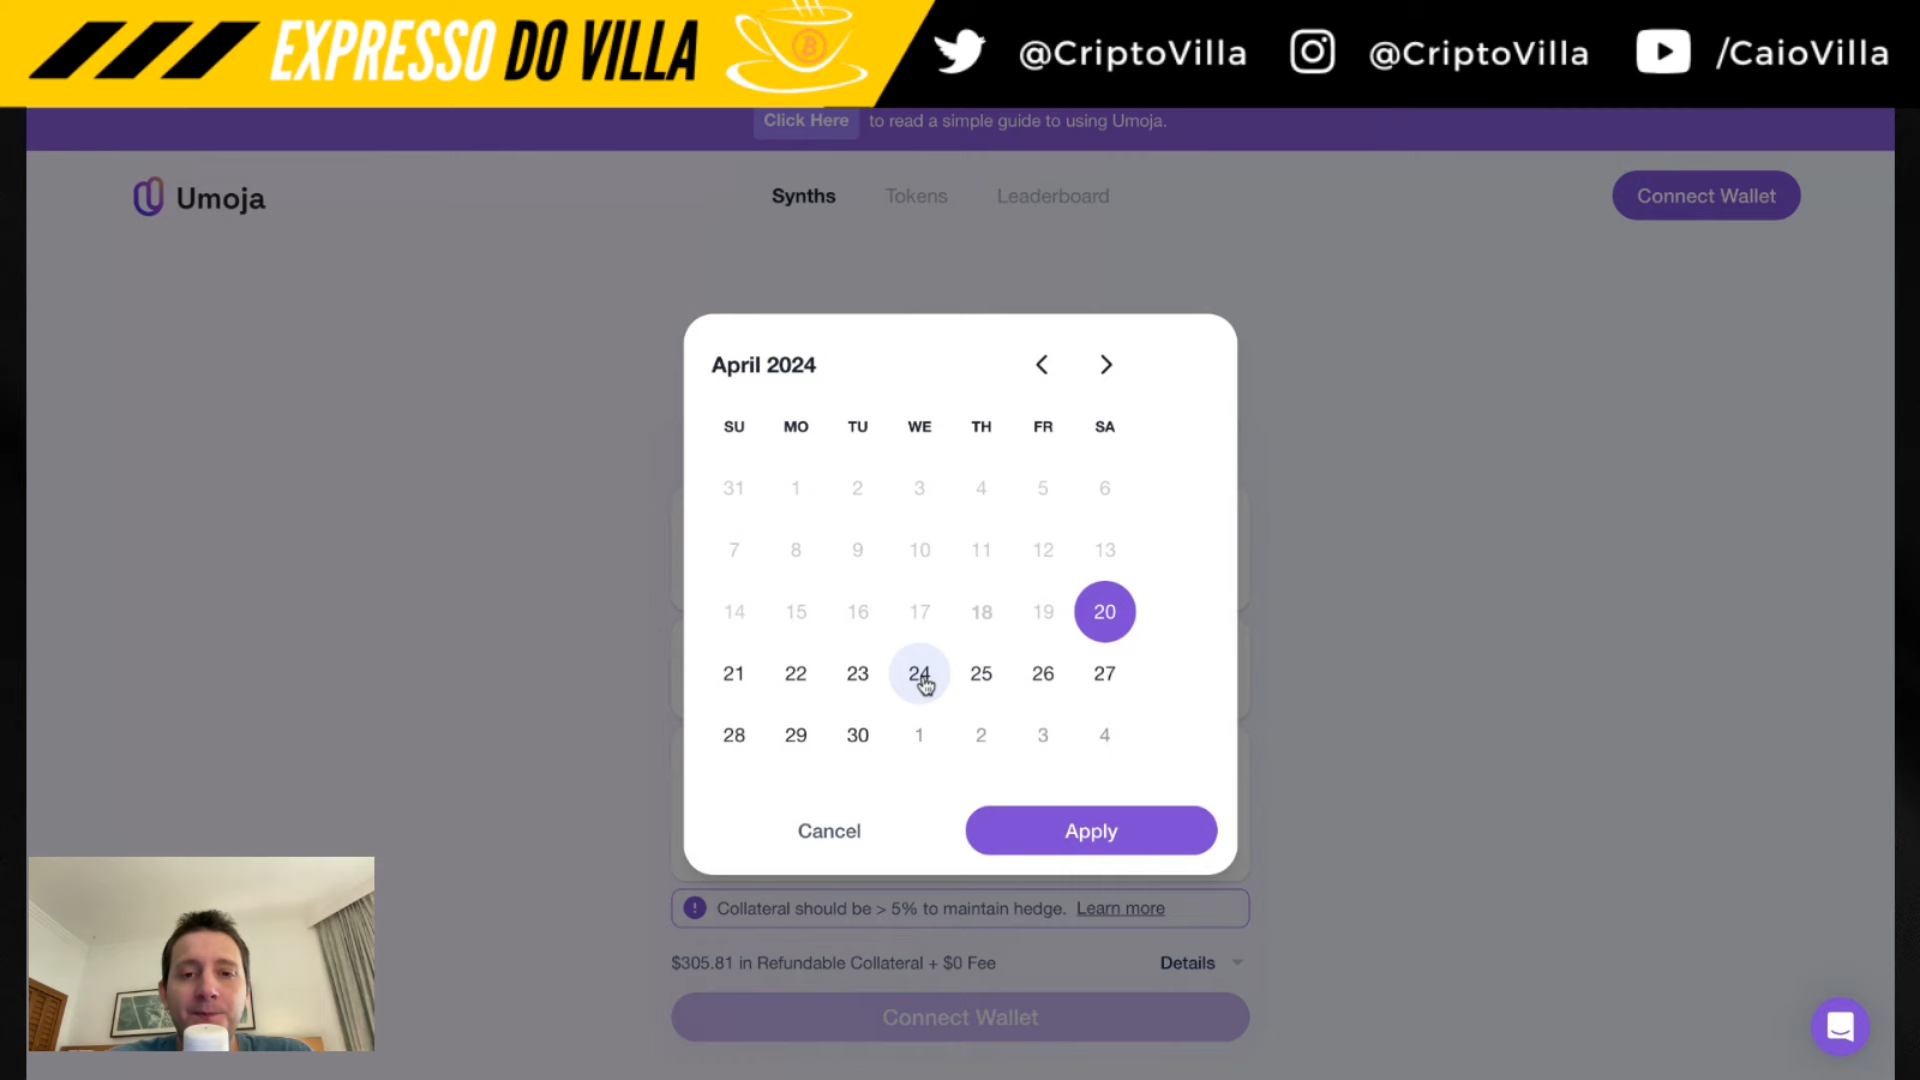 EXPRESSO DO VILLA
@CriptoVilla
@CriptoVilla
/CaioVilla
Click Here to read a simple guide to using Umoja.
Umoja
Synths
Tokens
Leaderboard
Connect Wallet
April 2024
SU MO TU WE TH FR SA
31 1 2 3 4 5 6
7 8 9 10 11 12 13
14 15 16 17 18 19 20
21 22 23 24 25 26 27
28 29 30 1 2 3 4
Cancel
Apply
Collateral should be > 5% to maintain hedge. Learn more
$305.81 in Refundable Collateral + $0 Fee
Details
Connect Wallet